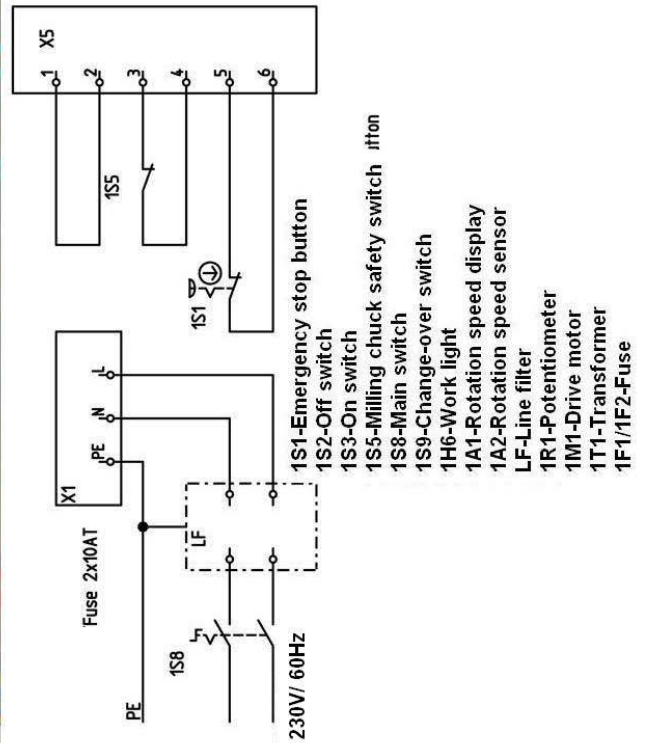 X5
1 2 3 4 5 6
1S5
1S1
X1
PE N L
Fuse 2x10AT
LF
1S8
PE
230V/ 60Hz
1S1-Emergency stop button
1S2-Off switch
1S3-On switch
1S5-Milling chuck safety switch
1S8-Main switch
1S9-Change-over switch
1H6-Work light
1A1-Rotation speed display
1A2-Rotation speed sensor
LF-Line filter
1R1-Potentiometer
1M1-Drive motor
1T1-Transformer
1F1/1F2-Fuse